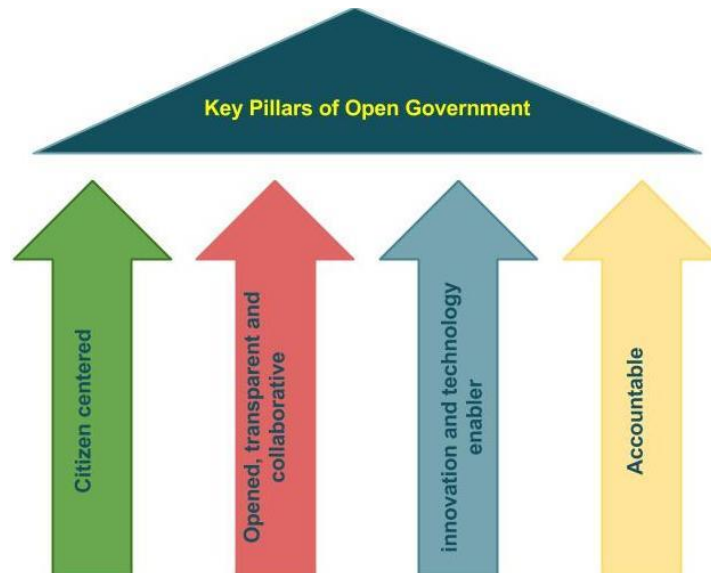 Key Pillars of Open Government
Citizen centered
Opened, transparent and
collaborative
innovation and technology
enabler
Accountable